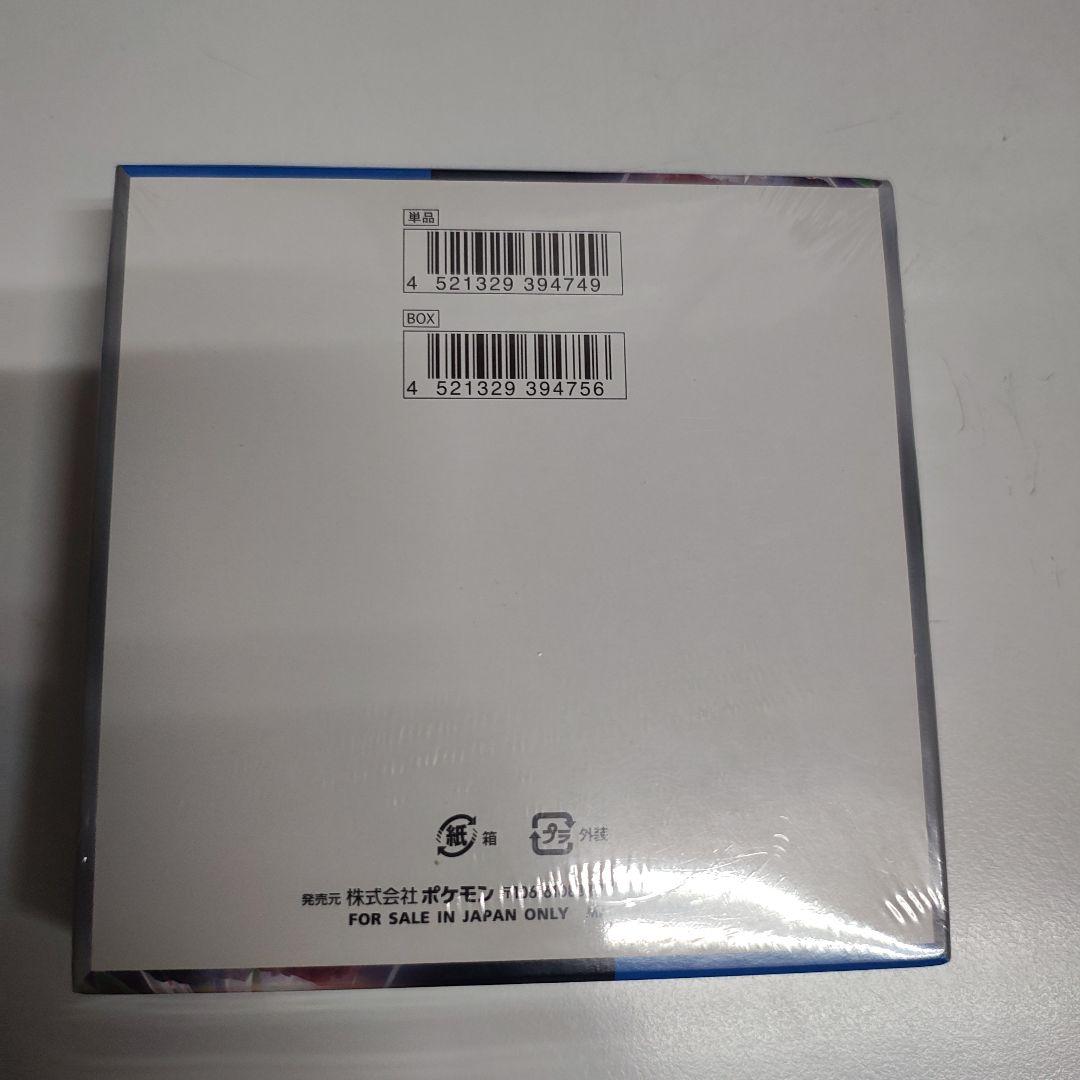 単品
4 521329 394749
BOX
4 521329 394756
紙 箱 プラ 外装
発売元 株式会社 ポケモン
FOR SALE IN JAPAN ONLY